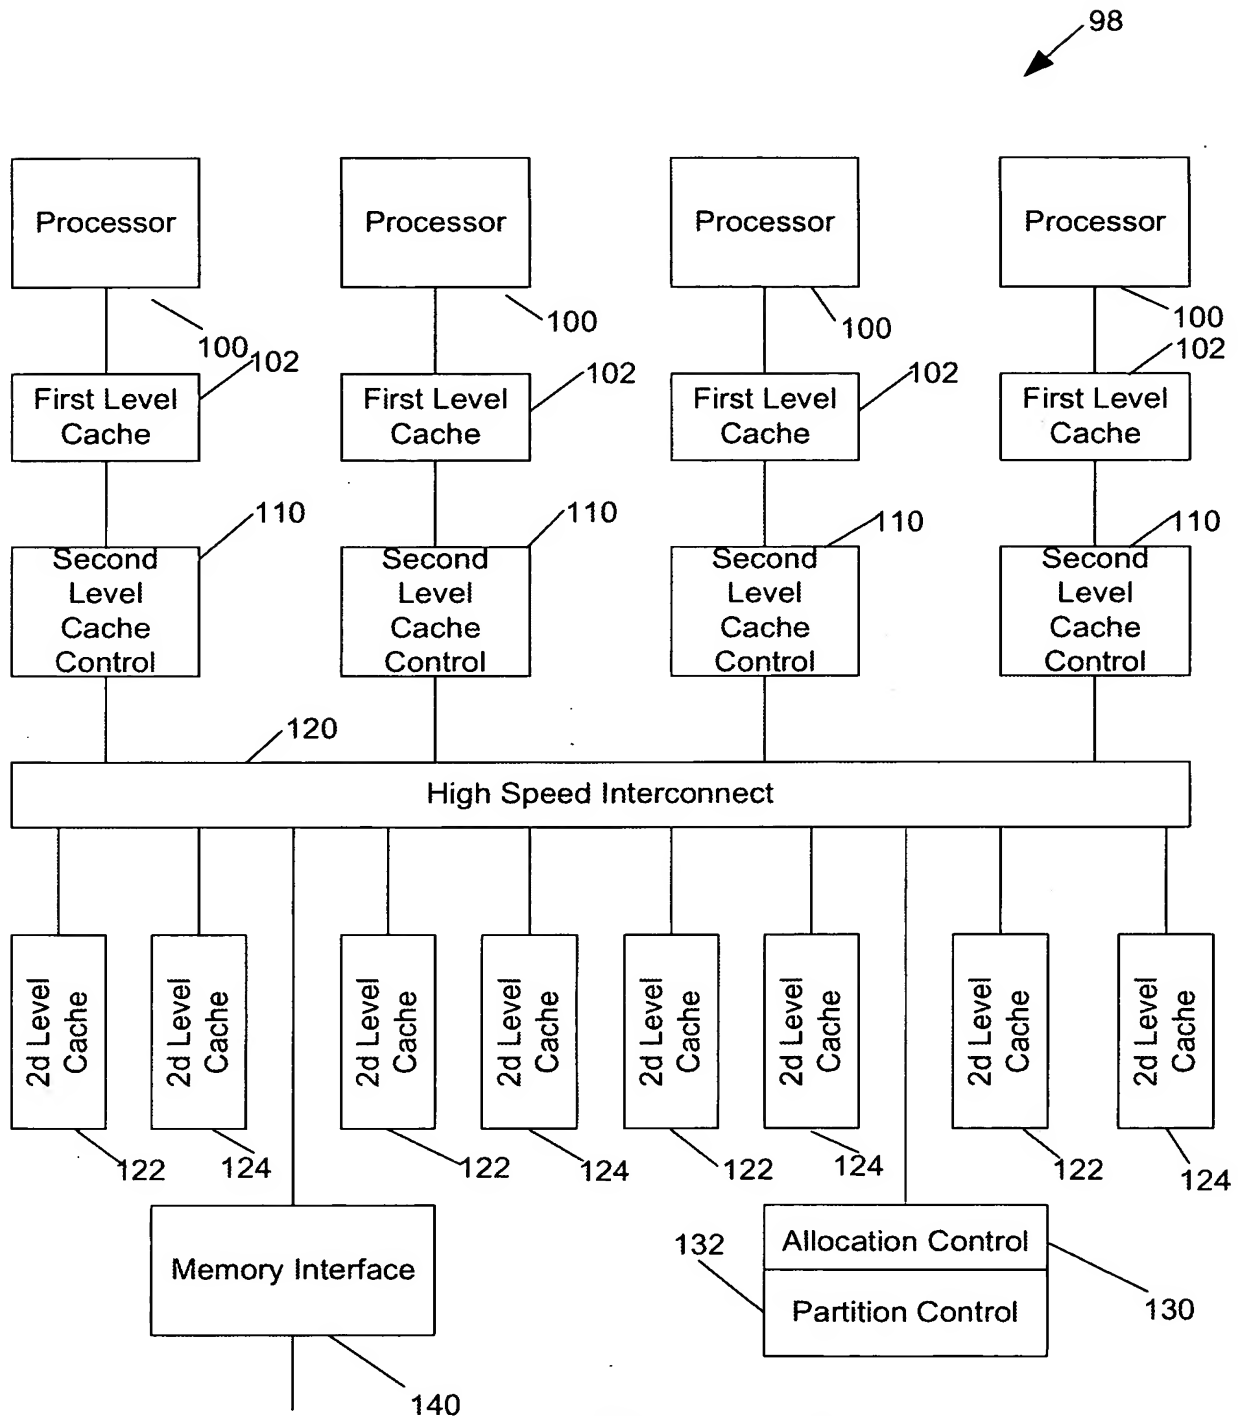 98
Processor
Processor
Processor
Processor
100
100
100
100
102
102
102
102
First Level
Cache
First Level
Cache
First Level
Cache
First Level
Cache
110
110
110
110
Second
Level
Cache
Control
Second
Level
Cache
Control
Second
Level
Cache
Control
Second
Level
Cache
Control
120
High Speed Interconnect
2d Level
Cache
2d Level
Cache
2d Level
Cache
2d Level
Cache
2d Level
Cache
2d Level
Cache
2d Level
Cache
2d Level
Cache
122
124
122
124
122
124
122
124
Memory Interface
132
Allocation Control
Partition Control
130
140